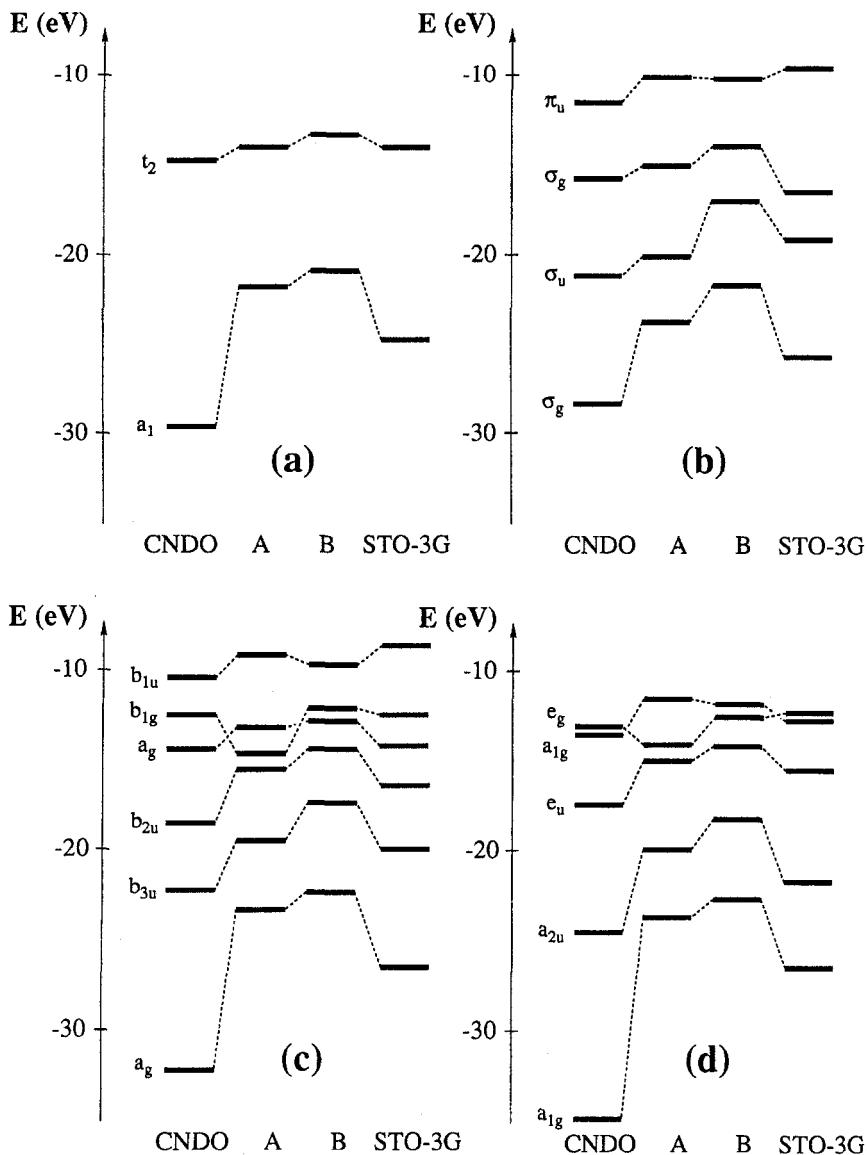 E (eV)
-10
t₂
-20
-30
a₁
(a)
CNDO A B STO-3G
E (eV)
-10
πᵤ
σg
-20
σᵤ
σg
-30
(b)
CNDO A B STO-3G
E (eV)
-10
b₁ᵤ
b₁g
ag
b₂ᵤ
-20
b₃ᵤ
-30
ag
(c)
CNDO A B STO-3G
E (eV)
-10
eg
a₁g
eᵤ
-20
a₂ᵤ
-30
a₁g
(d)
CNDO A B STO-3G